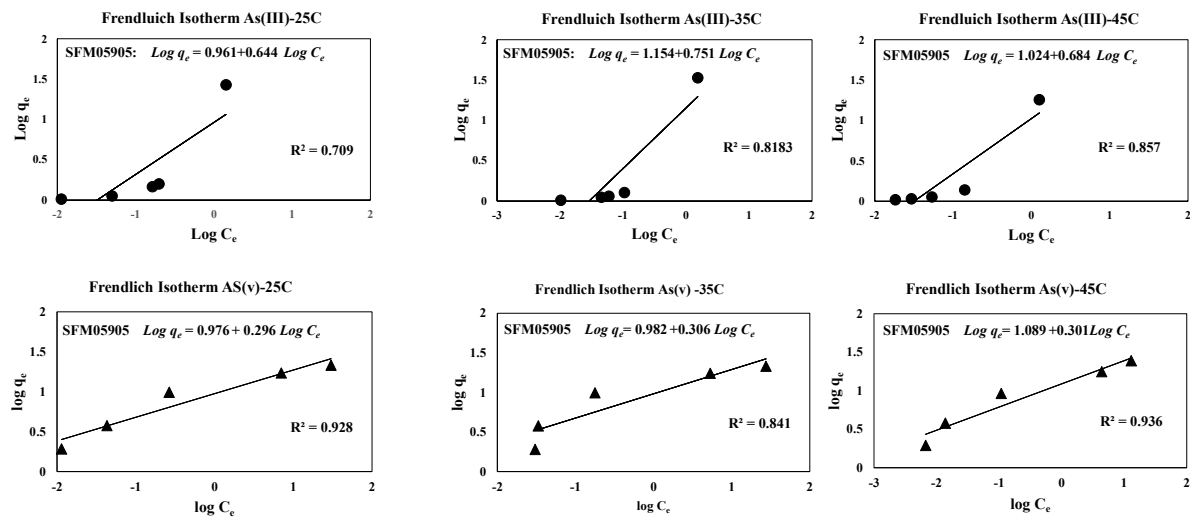 Frendluich Isotherm As(III)-25C
SFM05905: Log qe = 0.961+0.644 Log Ce
R² = 0.709
Log qe
2
1.5
1
0.5
0
-2 -1 0 1 2
Log Ce
Frendluich Isotherm As(III)-35C
SFM05905: Log qe = 1.154+0.751 Log Ce
R² = 0.8183
Log qe
2
1.5
1
0.5
0
-2 -1 0 1 2
Log Ce
Frendluich Isotherm As(III)-45C
SFM05905 Log qe = 1.024+0.684 Log Ce
R² = 0.857
Log qe
2
1.5
1
0.5
0
-2 -1 0 1 2
Log Ce
Frendlich Isotherm AS(v)-25C
SFM05905 Log qe = 0.976 + 0.296 Log Ce
R² = 0.928
log qe
2
1.5
1
0.5
0
-2 -1 0 1 2
log Ce
Frendlich Isotherm As(v) -35C
SFM05905 Log qe = 0.982 +0.306 Log Ce
R² = 0.841
log qe
2
1.5
1
0.5
0
-2 -1 0 1 2
log Ce
Frendlich Isotherm As(v)-45C
SFM05905 Log qe= 1.089 +0.301Log Ce
R² = 0.936
log qe
2
1.5
1
0.5
0
-3 -2 -1 0 1 2
log Ce